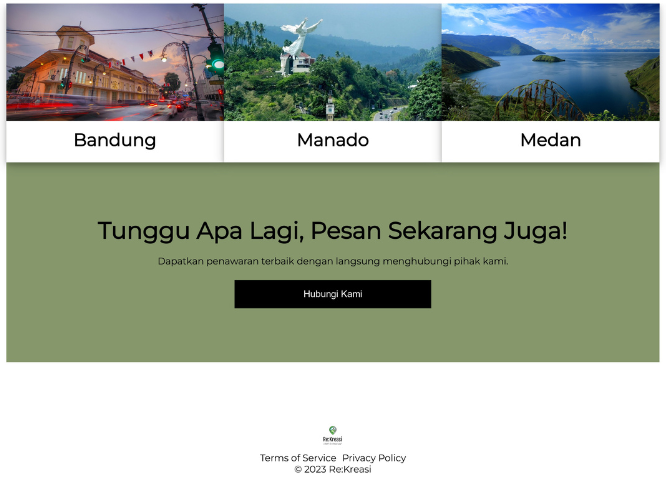 Bandung
Manado
Medan
Tunggu Apa Lagi, Pesan Sekarang Juga!
Dapatkan penawaran terbaik dengan langsung menghubungi pihak kami.
Hubungi Kami
Re:Kreasi
Terms of Service Privacy Policy
© 2023 Re:Kreasi